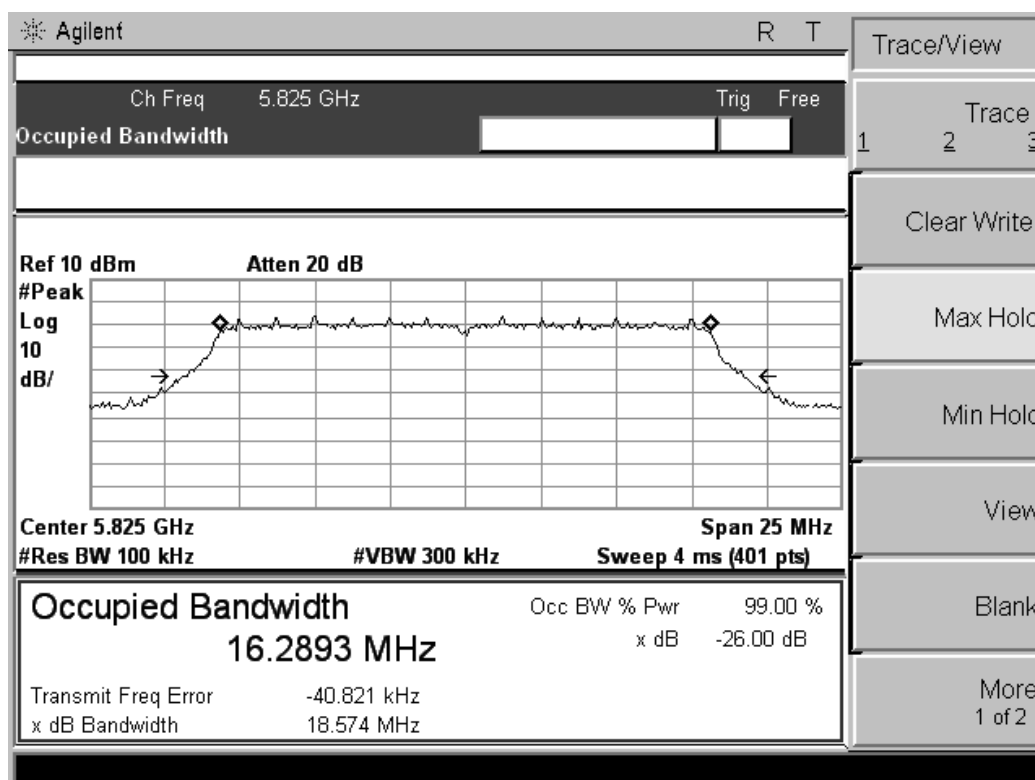 Agilent R T
Trace/View
Ch Freq 5.825 GHz Trig Free
Occupied Bandwidth
Trace
1 2 3
Clear Write
Ref 10 dBm Atten 20 dB
#Peak
Log
10
dB/
Max Hold
Min Hold
View
Center 5.825 GHz Span 25 MHz
#Res BW 100 kHz #VBW 300 kHz Sweep 4 ms (401 pts)
Occupied Bandwidth
16.2893 MHz
Occ BW % Pwr 99.00 %
x dB -26.00 dB
Transmit Freq Error -40.821 kHz
x dB Bandwidth 18.574 MHz
Blank
More
1 of 2